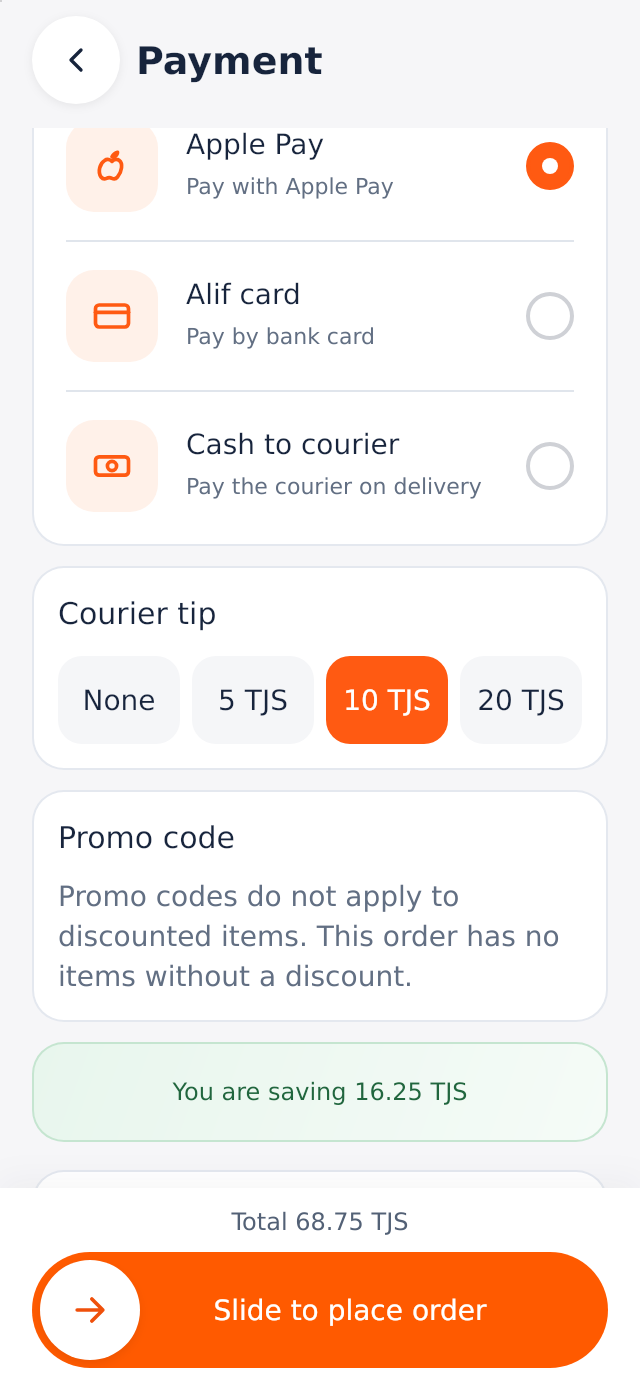 Payment
Apple Pay
Pay with Apple Pay
Alif card
Pay by bank card
Cash to courier
Pay the courier on delivery
Courier tip
None
5 TJS
10 TJS
20 TJS
Promo code
Promo codes do not apply to
discounted items. This order has no
items without a discount.
You are saving 16.25 TJS
Total 68.75 TJS
Slide to place order